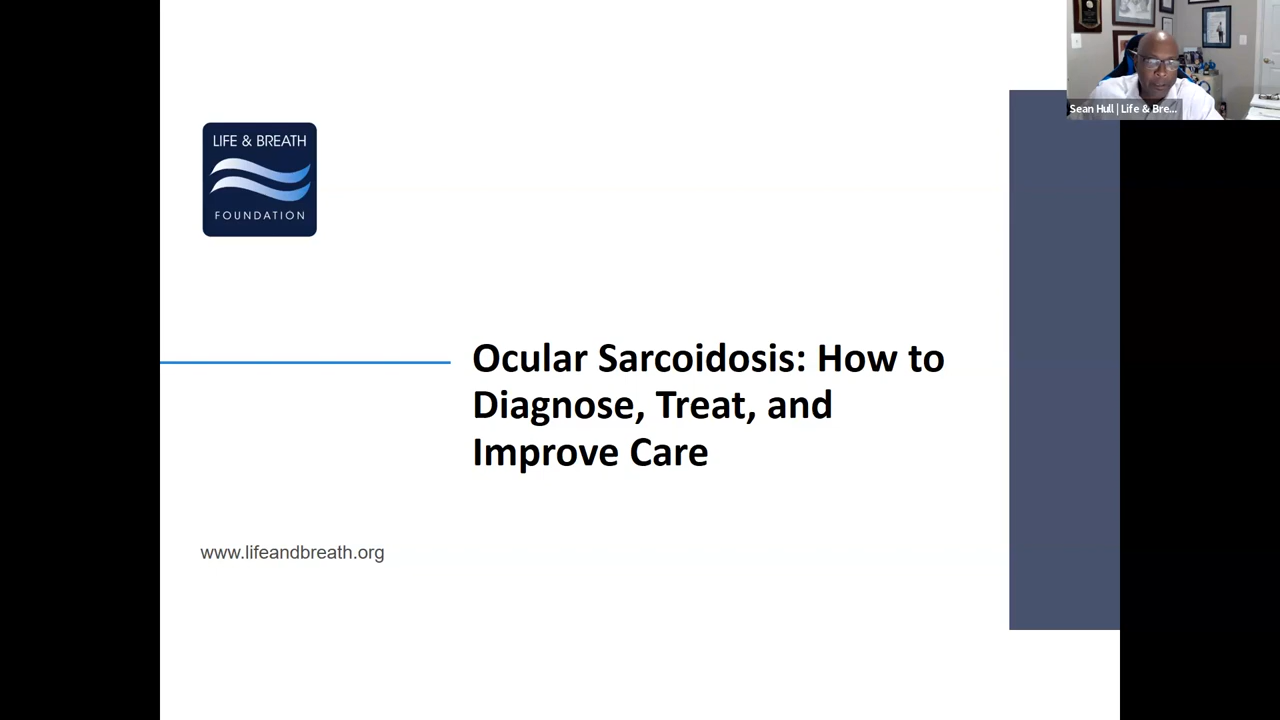 Sean Hull | Life & Bre...
LIFE & BREATH
FOUNDATION
Ocular Sarcoidosis: How to
Diagnose, Treat, and
Improve Care
www.lifeandbreath.org